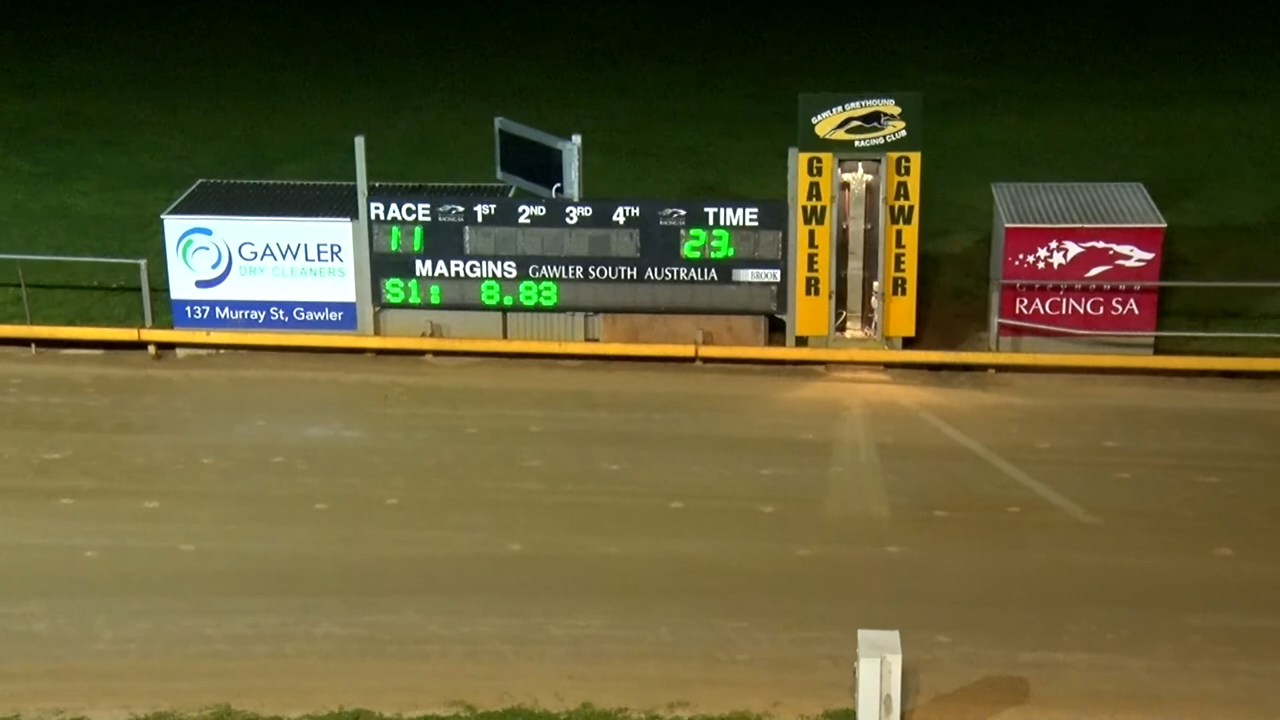 GAWLER GREYHOUND
RACING CLUB
GAWLER
GAWLER
RACE 1ST 2ND 3RD 4TH TIME
11 23.
MARGINS GAWLER SOUTH AUSTRALIA BROOK
S1: 8.83
GAWLER
DRY CLEANERS
137 Murray St, Gawler
Greyhound
RACING SA